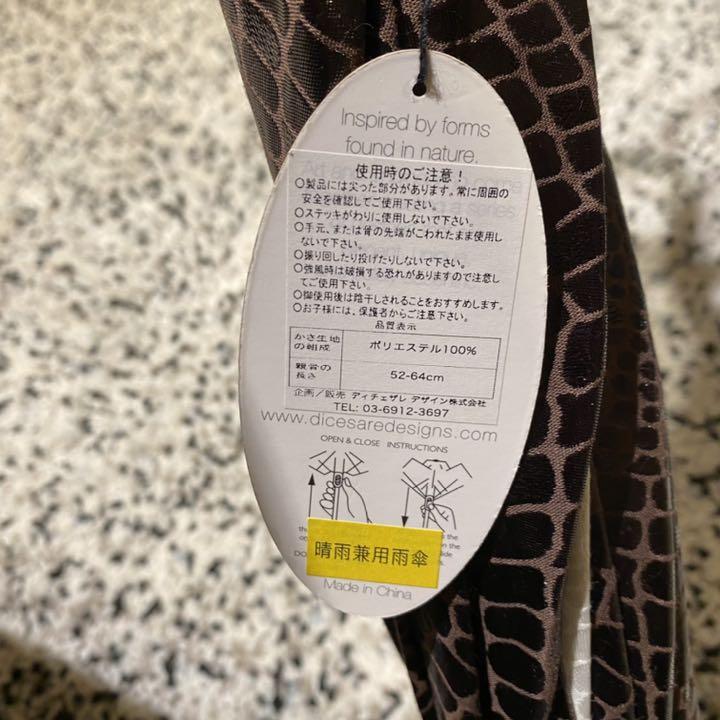 Inspired by forms
found in nature.
使用時のご注意！
○製品には尖った部分があります。常に周囲の
安全を確認してご使用下さい。
○ステッキがわりに使用しないで下さい。
○手元、または骨の先端がこわれたまま使用し
ないで下さい。
○振り回したり投げたりしないで下さい。
○強風時は破損する恐れがありますので注意し
てご使用下さい。
○御使用後は陰干しされることをおすすめします。
○お子様には、保護者からご注意下さい。
品質表示
かさ生地
の組成
ポリエステル100%
親骨の
長さ
52-64cm
企画／販売 ディチェザレ デザイン株式会社
TEL: 03-6912-3697
www.dicesaredesigns.com
OPEN & CLOSE INSTRUCTIONS
晴雨兼用雨傘
Made in China